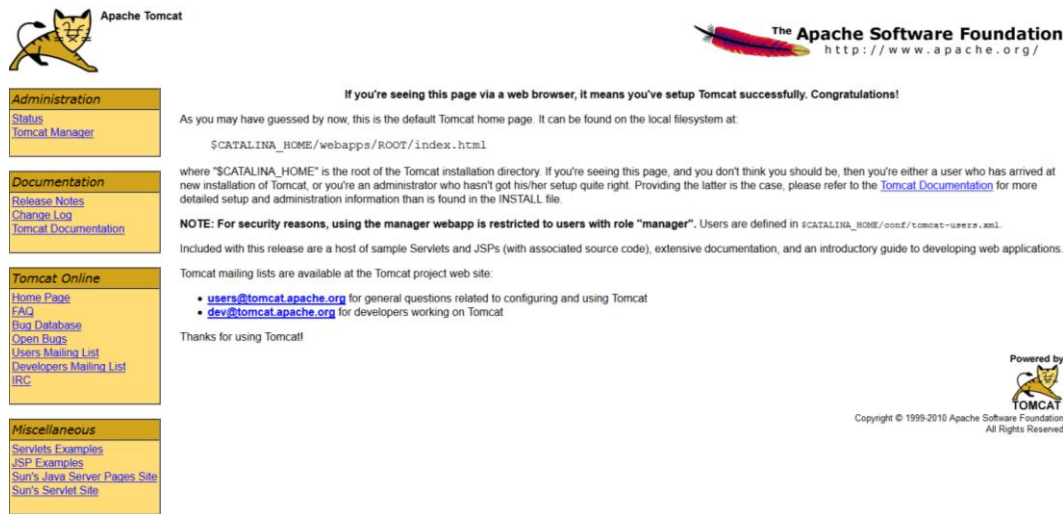 Apache Tomcat
The Apache Software Foundation
http://www.apache.org/
Administration
Status
Tomcat Manager
Documentation
Release Notes
Change Log
Tomcat Documentation
Tomcat Online
Home Page
FAQ
Bug Database
Open Bugs
Users Mailing List
Developers Mailing List
IRC
Miscellaneous
Servlets Examples
JSP Examples
Sun's Java Server Pages Site
Sun's Servlet Site
If you're seeing this page via a web browser, it means you've setup Tomcat successfully. Congratulations!
As you may have guessed by now, this is the default Tomcat home page. It can be found on the local filesystem at:
$CATALINA_HOME/webapps/ROOT/index.html
where "$CATALINA_HOME" is the root of the Tomcat installation directory. If you're seeing this page, and you don't think you should be, then you're either a user who has arrived at
new installation of Tomcat, or you're an administrator who hasn't got his/her setup quite right. Providing the latter is the case, please refer to the Tomcat Documentation for more
detailed setup and administration information than is found in the INSTALL file.
NOTE: For security reasons, using the manager webapp is restricted to users with role "manager". Users are defined in $CATALINA_HOME/conf/tomcat-users.xml.
Included with this release are a host of sample Servlets and JSPs (with associated source code), extensive documentation, and an introductory guide to developing web applications.
Tomcat mailing lists are available at the Tomcat project web site:
• users@tomcat.apache.org for general questions related to configuring and using Tomcat
• dev@tomcat.apache.org for developers working on Tomcat
Thanks for using Tomcat!
Powered by
TOMCAT
Copyright © 1999-2010 Apache Software Foundation
All Rights Reserved